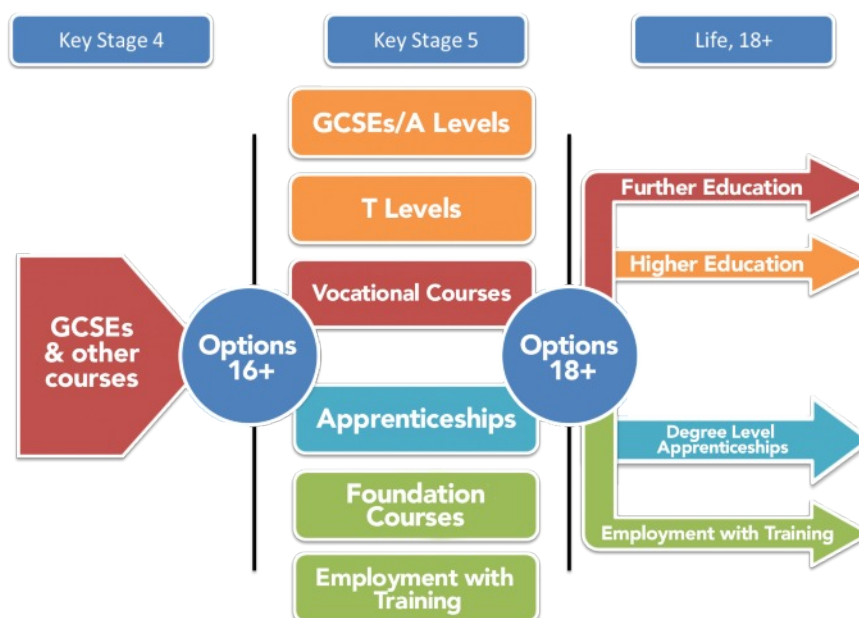 Key Stage 4
Key Stage 5
Life, 18+
GCSEs
& other
courses
Options
16+
GCSEs/A Levels
T Levels
Vocational Courses
Apprenticeships
Foundation
Courses
Employment with
Training
Options
18+
Further Education
Higher Education
Degree Level
Apprenticeships
Employment with Training